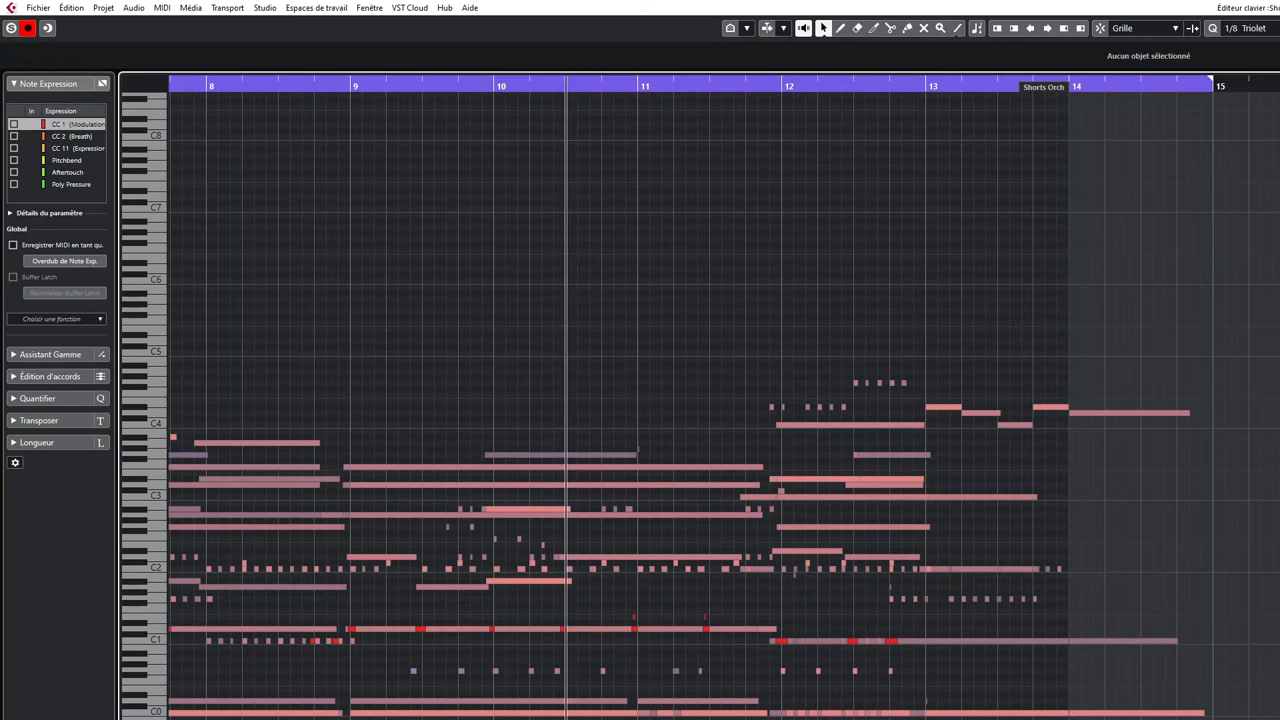 Fichier Édition Projet Audio MIDI Média Transport Studio Espaces de travail Fenêtre VST Cloud Hub Aide
Éditeur clavier : Sho
Grille
Q 1/8 Triolet
Aucun objet sélectionné
Note Expression
8 9 10 11 12 13 Shorts Orch 14 15
In Expression
CC 1 (Modulation
CC 2 (Breath)
CC 11 (Expression
Pitchbend
Aftertouch
Poly Pressure
Détails du paramètre
Global
Enregistrer MIDI en tant qu.
Overdub de Note Exp.
Buffer Latch
Réinitialiser Buffer Latch
Choisir une fonction
Assistant Gamme
Édition d'accords
Quantifier Q
Transposer T
Longueur L
C8
C7
C6
C5
C4
C3
C2
C1
C0